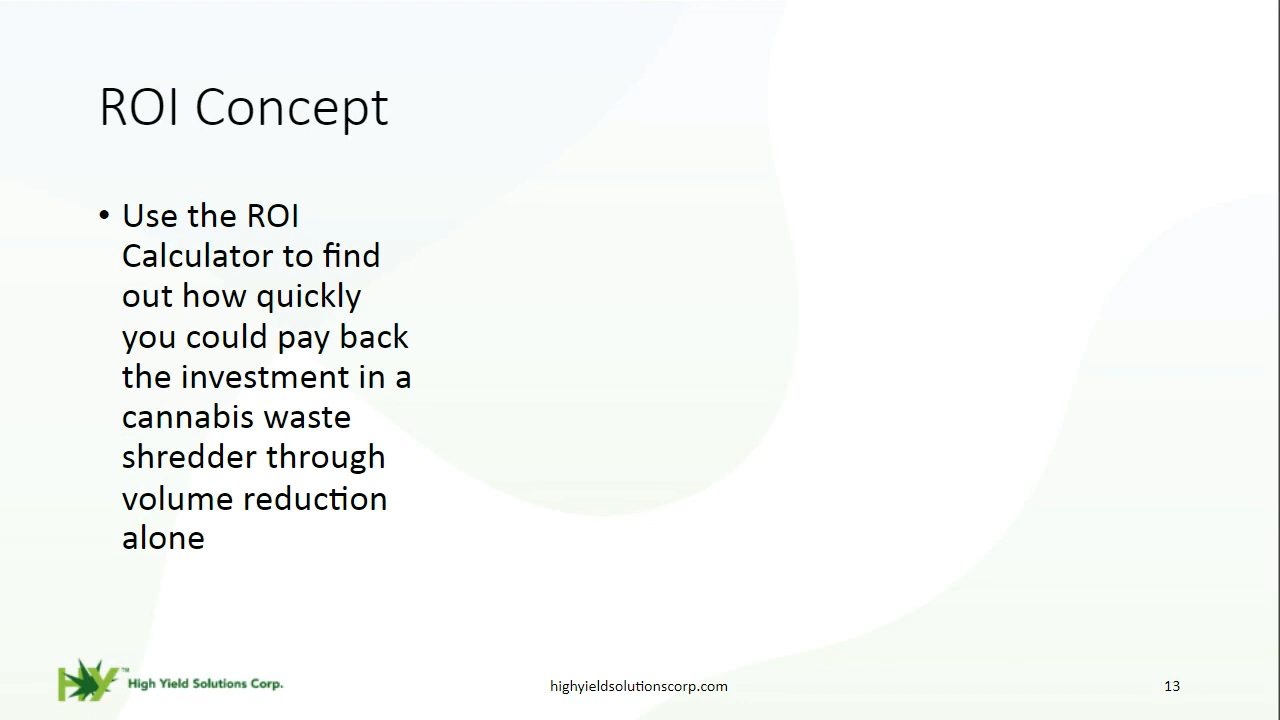 ROI Concept
• Use the ROI
Calculator to find
out how quickly
you could pay back
the investment in a
cannabis waste
shredder through
volume reduction
alone
HY™ High Yield Solutions Corp.
highyieldsolutionscorp.com
13